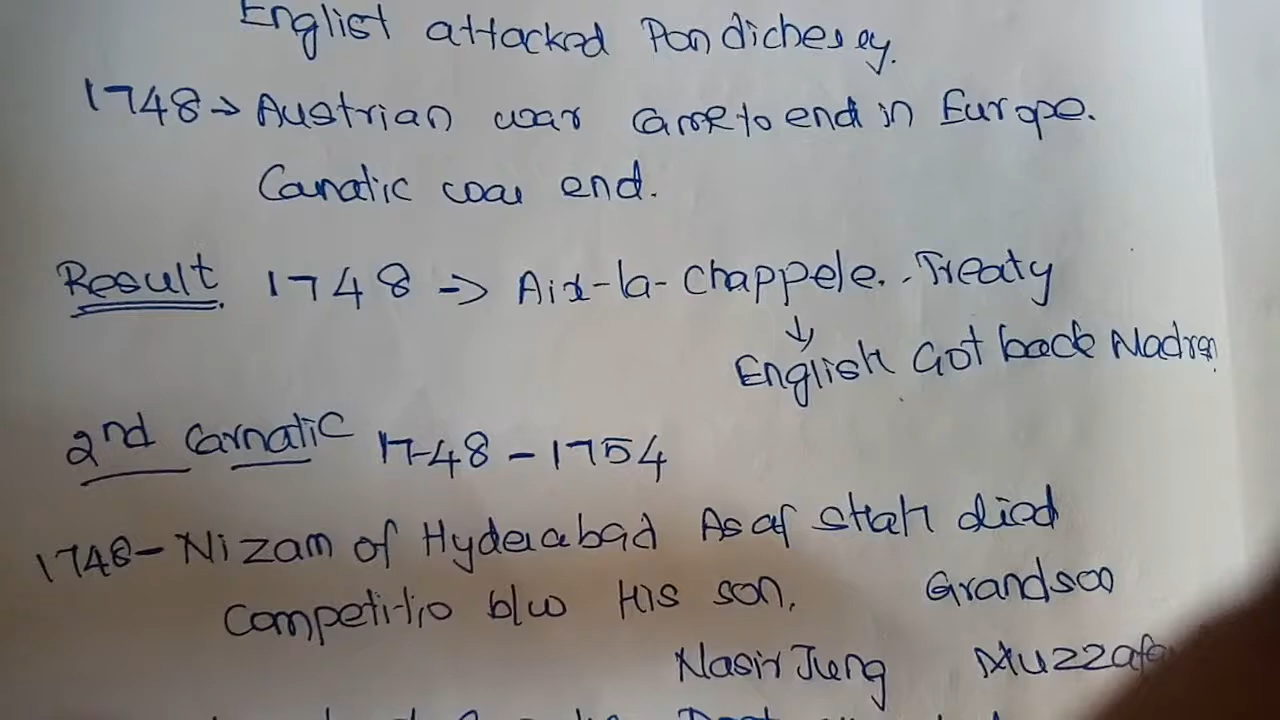 Englist attacked Pondichesey.
1748→ Austrian war came to end in Europe.
Canatic war end.
Result. 1748 → Aix-la-Chappele. Treaty
↓
English Got back Madras
2nd Carnatic 1748-1754
1748-Nizam of Hyderabad Asaf shah died
Competitio b/w His son, Grandson
Nasir Jung Muzzafa